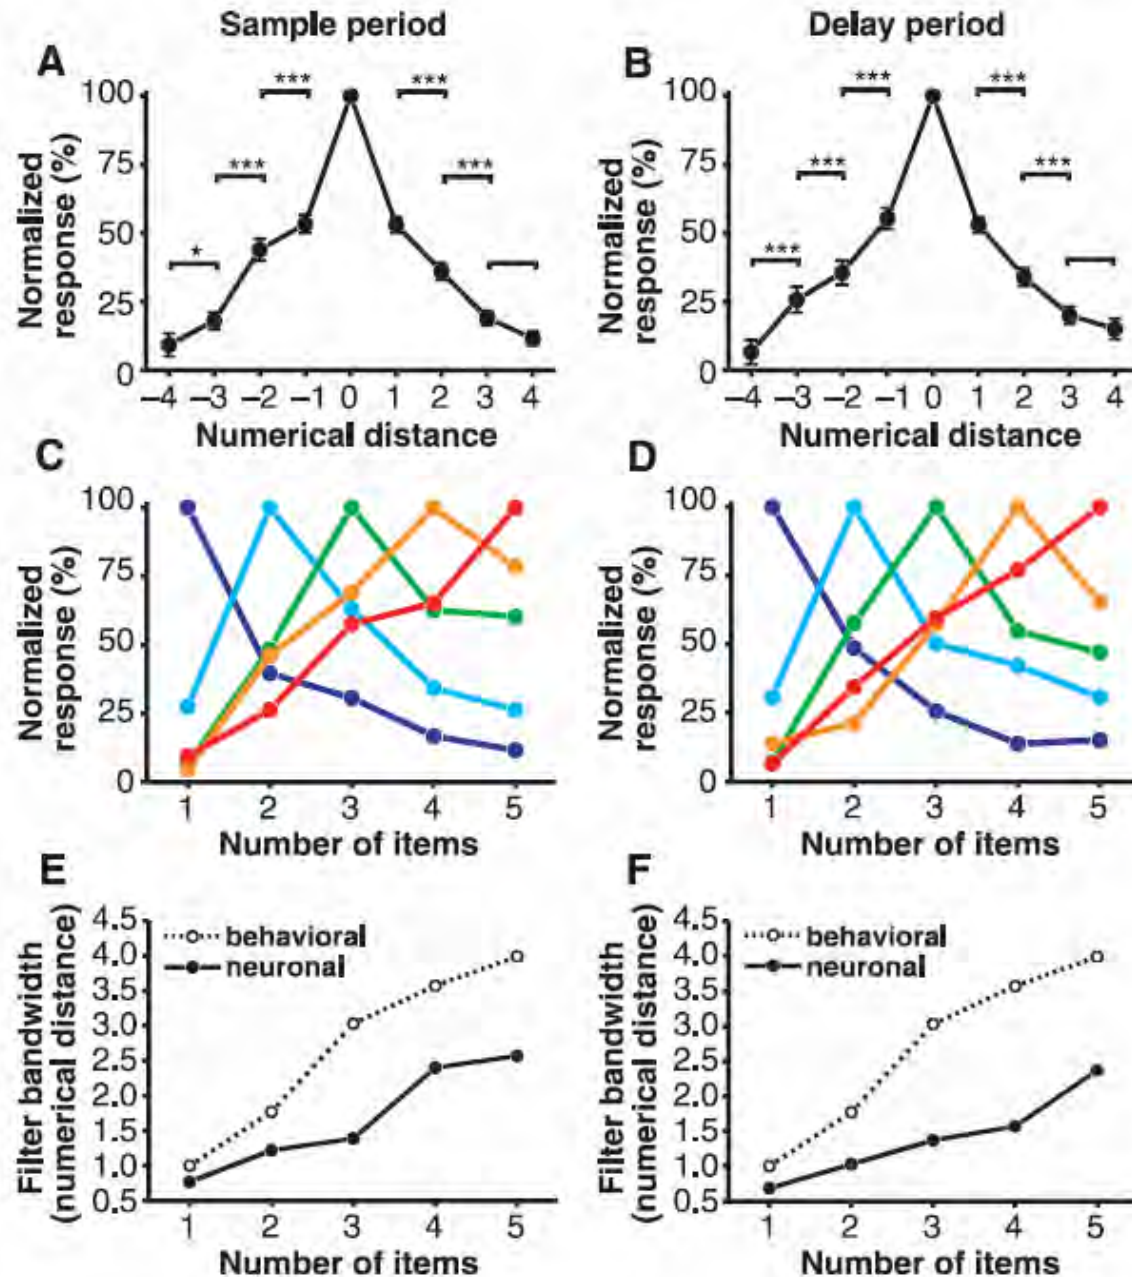 Sample period
Delay period
A
Normalized
response (%)
100
75
50
25
0
***
***
***
***
*
–4 –3 –2 –1 0 1 2 3 4
Numerical distance
B
Normalized
response (%)
100
75
50
25
0
***
***
***
***
***
–4 –3 –2 –1 0 1 2 3 4
Numerical distance
C
Normalized
response (%)
100
75
50
25
0
1 2 3 4 5
Number of items
D
Normalized
response (%)
100
75
50
25
0
1 2 3 4 5
Number of items
E
Filter bandwidth
(numerical distance)
4.5
4.0
3.5
3.0
2.5
2.0
1.5
1.0
0.5
behavioral
neuronal
1 2 3 4 5
Number of items
F
Filter bandwidth
(numerical distance)
4.5
4.0
3.5
3.0
2.5
2.0
1.5
1.0
0.5
behavioral
neuronal
1 2 3 4 5
Number of items